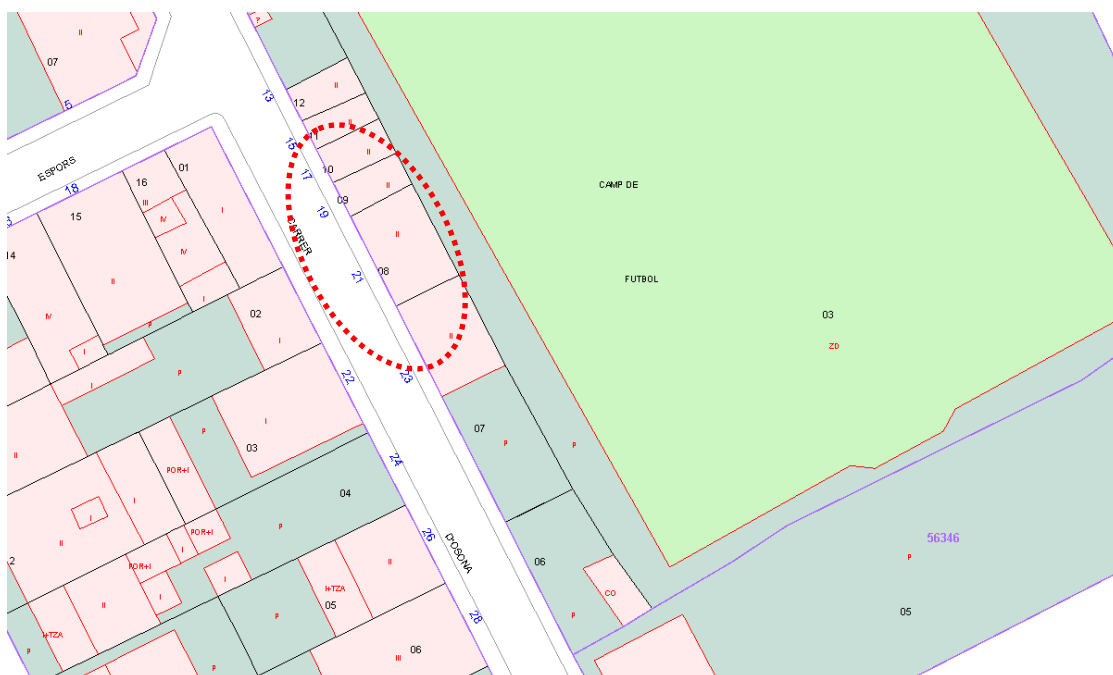 A
II
II
07
5
13
12
II
11
II
15
ESPORS
01
16
10
II
17
18
15
III
09
II
CAMP DE
IV
19
I
CARRER
II
14
IV
21
08
FUTBOL
II
I
02
IV
I
P
03
II
ZD
I
I
I
P
22
23
I
P
07
II
03
P
P
24
POR+I
I
04
I
26
P
POR+I
56346
II
I
D'OSONA
P
2
06
POR+I
II
I
I
I+TZA
CO
05
II
05
P
28
P
I+TZA
P
06
III
P